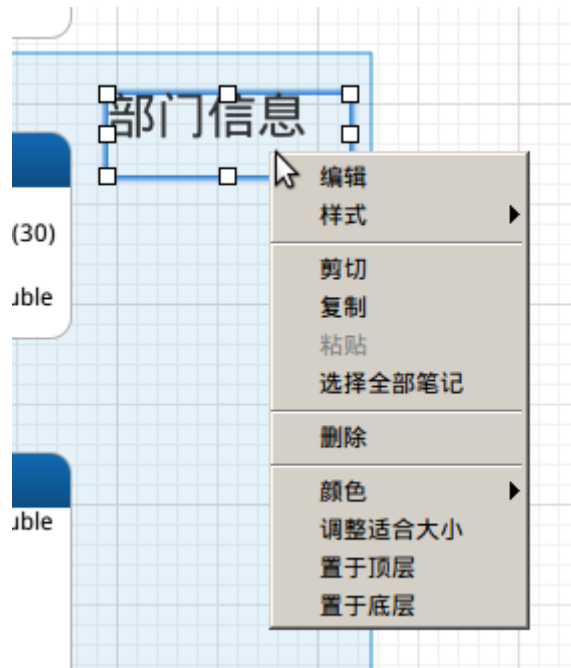 部门信息
(30)
uble
uble
编辑
样式
剪切
复制
粘贴
选择全部笔记
删除
颜色
调整适合大小
置于顶层
置于底层